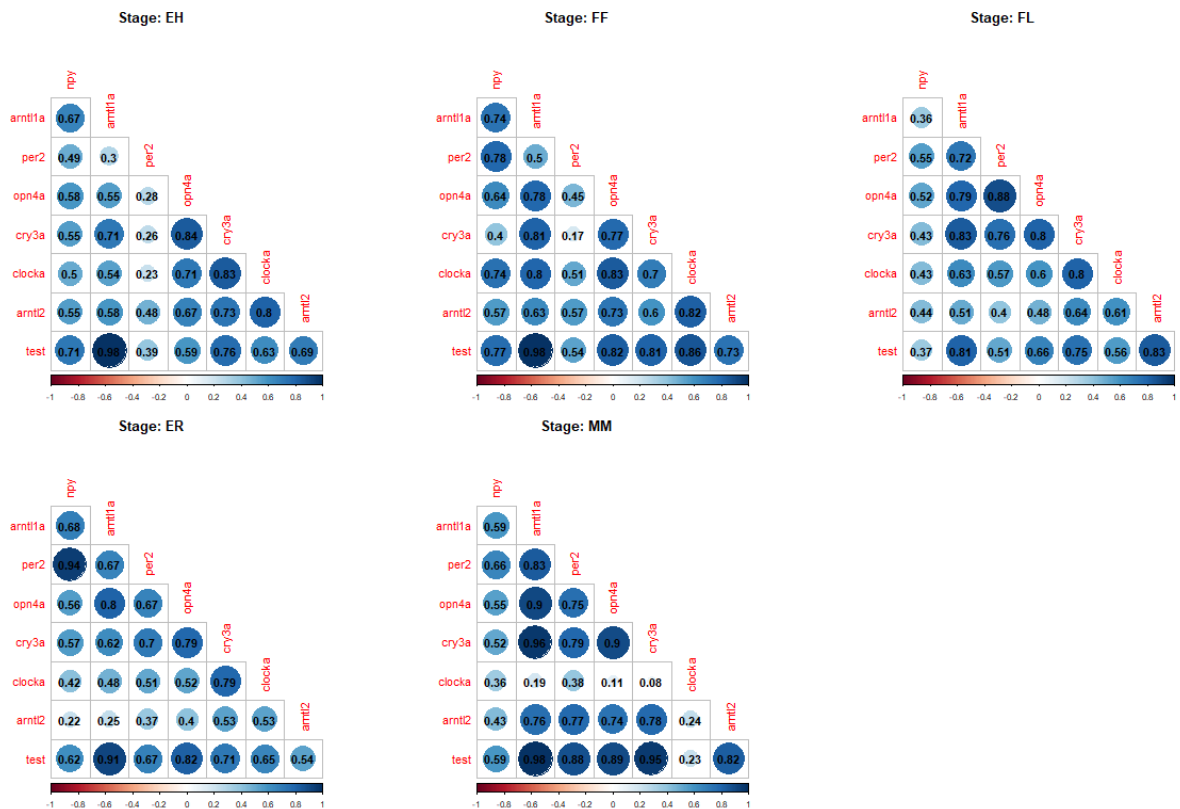 Stage: EH
npy
arntl1a 0.67 arntl1a
per2 0.49 0.3 per2
opn4a 0.58 0.55 0.28 opn4a
cry3a 0.55 0.71 0.26 0.84 cry3a
clocka 0.5 0.54 0.23 0.71 0.83 clocka
arntl2 0.55 0.58 0.48 0.67 0.73 0.8 arntl2
test 0.71 0.98 0.39 0.59 0.76 0.63 0.69
-1 -0.8 -0.6 -0.4 -0.2 0 0.2 0.4 0.6 0.8 1
Stage: FF
npy
arntl1a 0.74 arntl1a
per2 0.78 0.5 per2
opn4a 0.64 0.78 0.45 opn4a
cry3a 0.4 0.81 0.17 0.77 cry3a
clocka 0.74 0.8 0.51 0.83 0.7 clocka
arntl2 0.57 0.63 0.57 0.73 0.6 0.82 arntl2
test 0.77 0.98 0.54 0.82 0.81 0.86 0.73
-1 -0.8 -0.6 -0.4 -0.2 0 0.2 0.4 0.6 0.8 1
Stage: FL
npy
arntl1a 0.36 arntl1a
per2 0.55 0.72 per2
opn4a 0.52 0.79 0.88 opn4a
cry3a 0.43 0.83 0.76 0.8 cry3a
clocka 0.43 0.63 0.57 0.6 0.8 clocka
arntl2 0.44 0.51 0.4 0.48 0.64 0.61 arntl2
test 0.37 0.81 0.51 0.66 0.75 0.56 0.83
-1 -0.8 -0.6 -0.4 -0.2 0 0.2 0.4 0.6 0.8 1
Stage: ER
npy
arntl1a 0.68 arntl1a
per2 0.94 0.67 per2
opn4a 0.56 0.8 0.67 opn4a
cry3a 0.57 0.62 0.7 0.79 cry3a
clocka 0.42 0.48 0.51 0.52 0.79 clocka
arntl2 0.22 0.25 0.37 0.4 0.53 0.53 arntl2
test 0.62 0.91 0.67 0.82 0.71 0.65 0.54
-1 -0.8 -0.6 -0.4 -0.2 0 0.2 0.4 0.6 0.8 1
Stage: MM
npy
arntl1a 0.59 arntl1a
per2 0.66 0.83 per2
opn4a 0.55 0.9 0.75 opn4a
cry3a 0.52 0.96 0.79 0.9 cry3a
clocka 0.36 0.19 0.38 0.11 0.08 clocka
arntl2 0.43 0.76 0.77 0.74 0.78 0.24 arntl2
test 0.59 0.98 0.88 0.89 0.95 0.23 0.82
-1 -0.8 -0.6 -0.4 -0.2 0 0.2 0.4 0.6 0.8 1